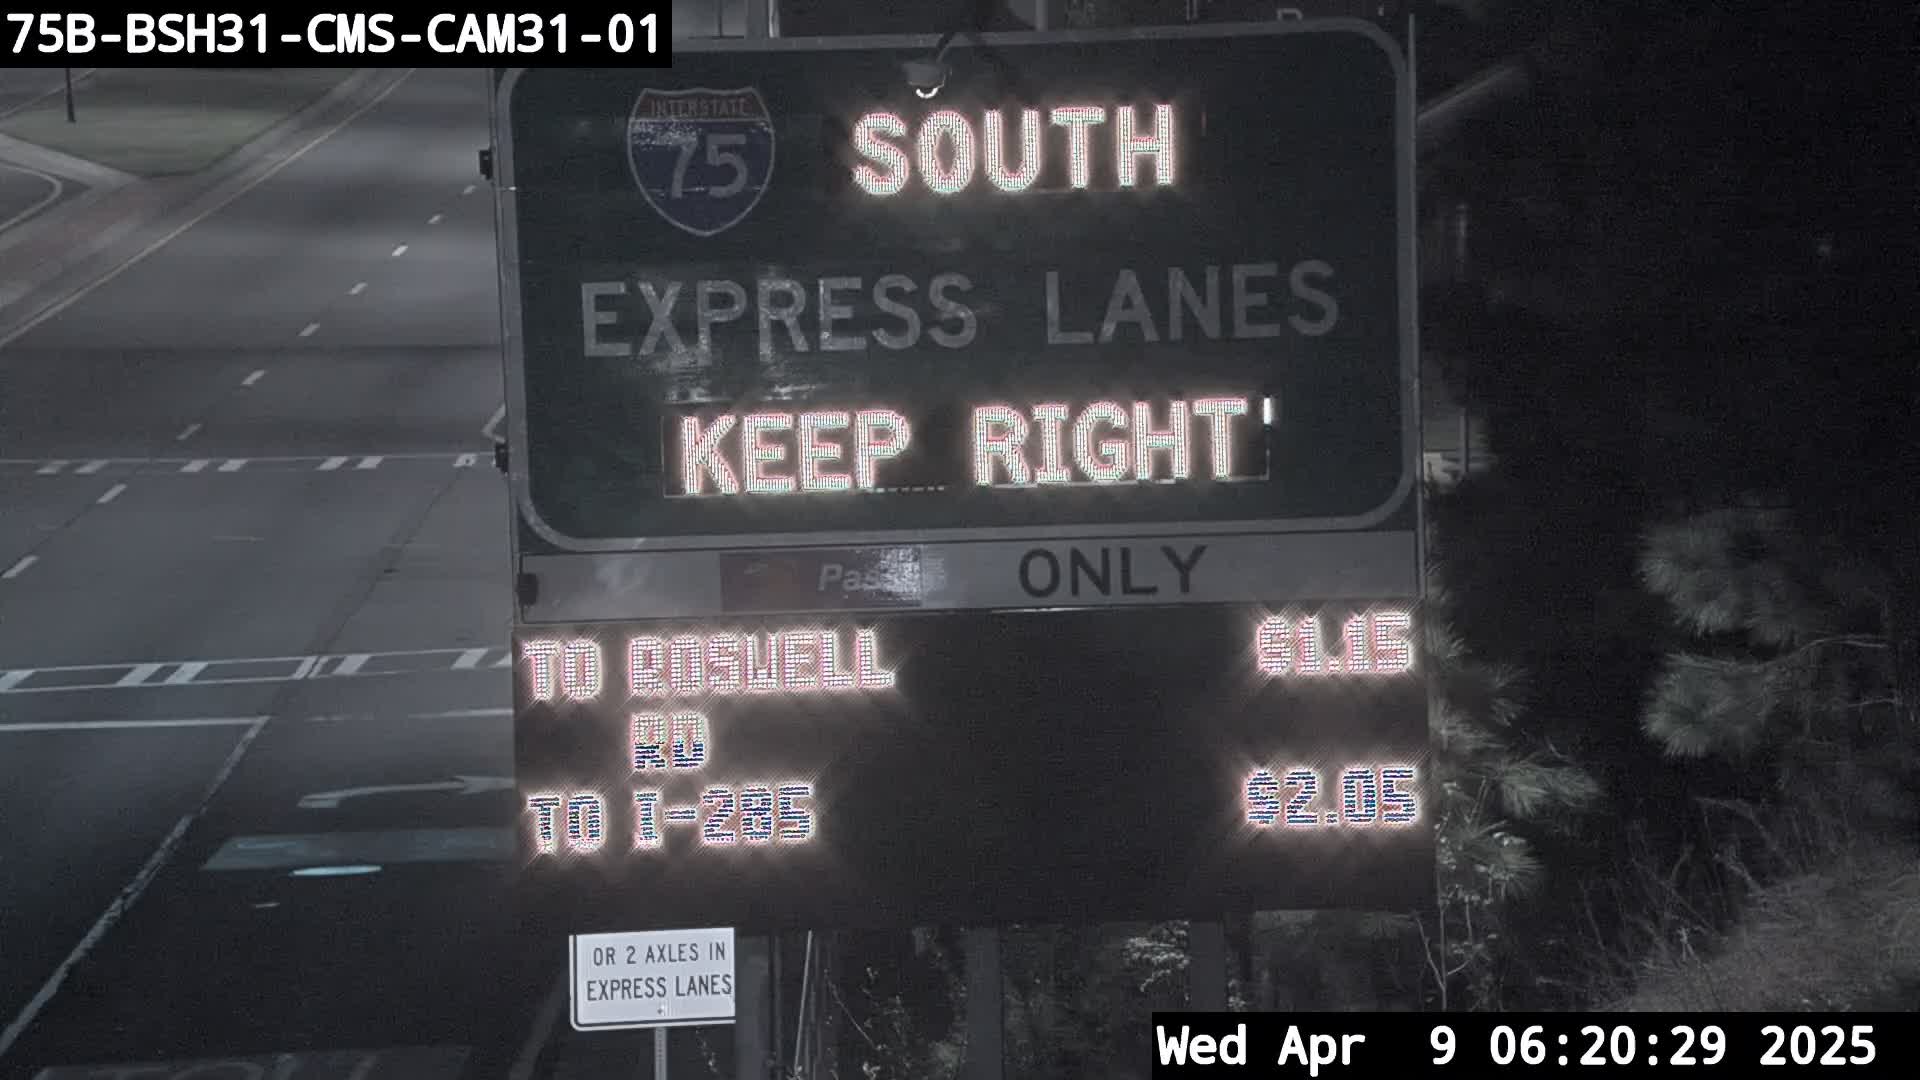 75B-BSH31-CMS-CAM31-01
INTERSTATE
75
SOUTH
EXPRESS LANES
KEEP RIGHT
Pass ONLY
TO ROSWELL $1.15
RD
TO I-285 $2.05
OR 2 AXLES IN
EXPRESS LANES
Wed Apr 9 06:20:29 2025